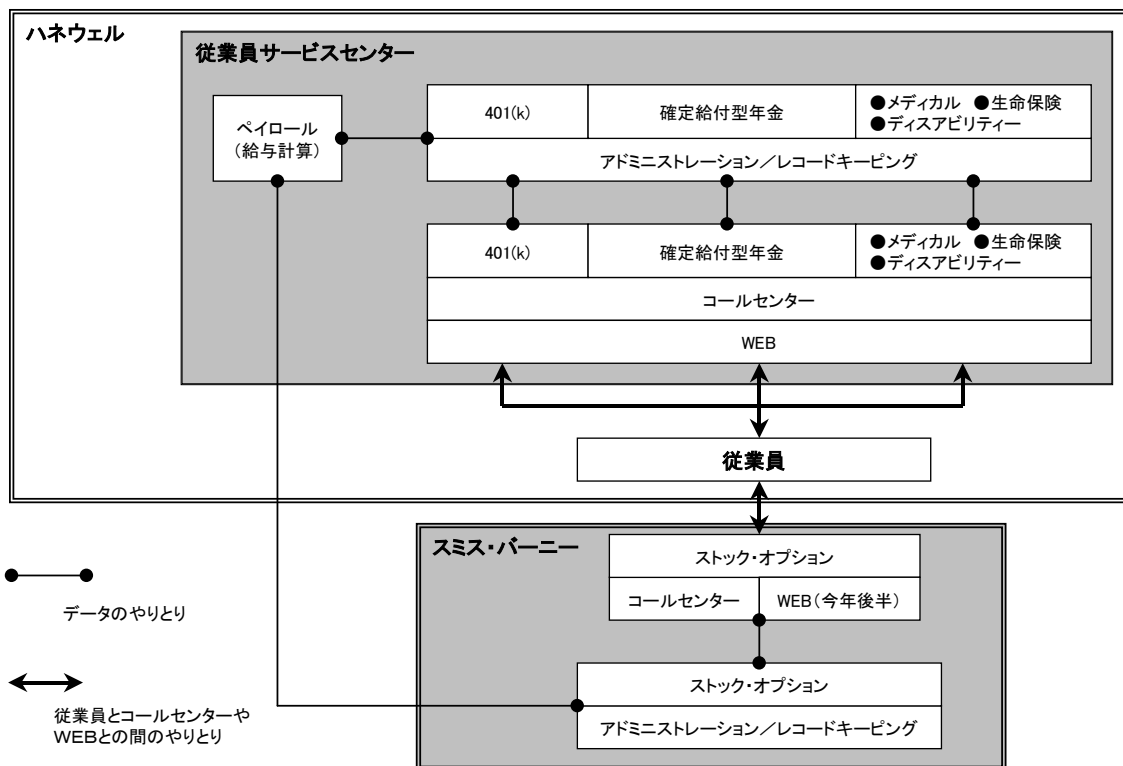 ハネウェル
従業員サービスセンター
ペイロール
(給与計算)
401(k)
確定給付型年金
●メディカル ●生命保険
●ディスアビリティー
アドミニストレーション/レコードキーピング
401(k)
確定給付型年金
●メディカル ●生命保険
●ディスアビリティー
コールセンター
WEB
従業員
スミス・バーニー
ストック・オプション
コールセンター
WEB(今年後半)
ストック・オプション
アドミニストレーション/レコードキーピング
データのやりとり
従業員とコールセンターや
WEBとの間のやりとり